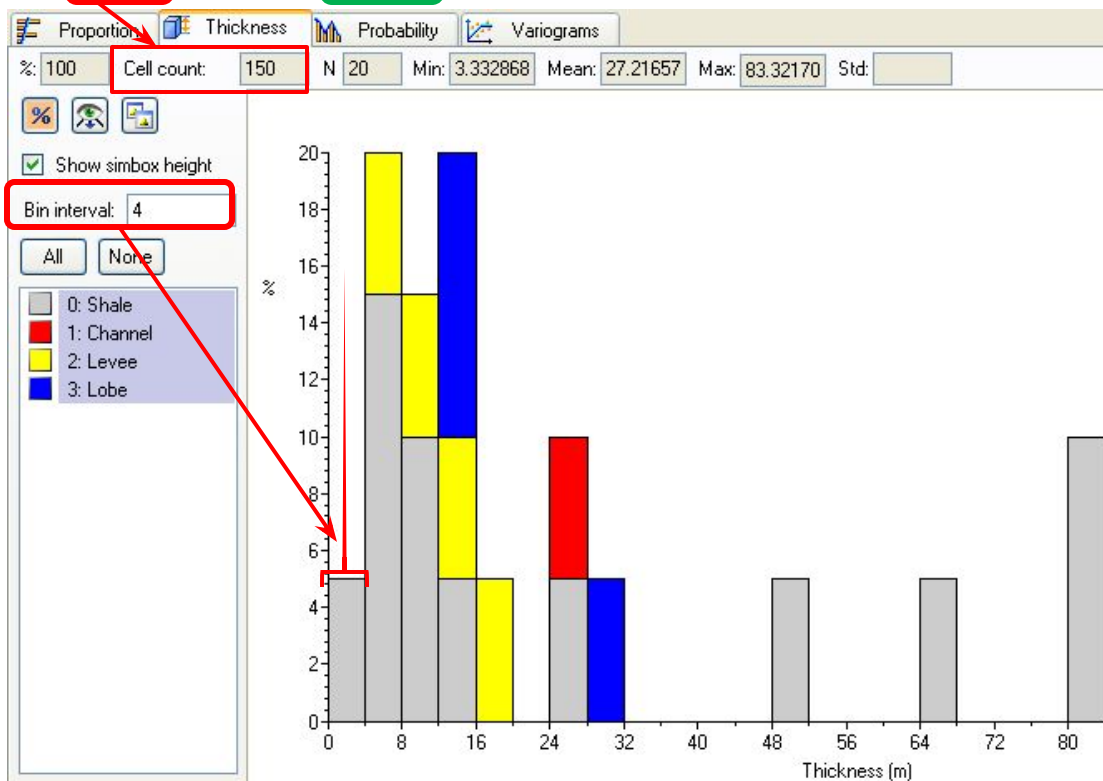 Proportion Thickness Probability Variograms
%: 100 Cell count: 150 N 20 Min: 3.332868 Mean: 27.21657 Max: 83.32170 Std:
%
Show simbox height
Bin interval: 4
All None
0: Shale
1: Channel
2: Levee
3: Lobe
%
20
18
16
14
12
10
8
6
4
2
0
0 8 16 24 32 40 48 56 64 72 80
Thickness (m)